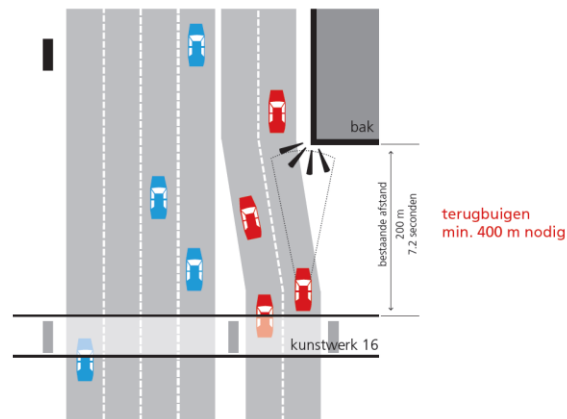 bak
bestaande afstand
200 m
7.2 seconden
terugbuigen
min. 400 m nodig
kunstwerk 16